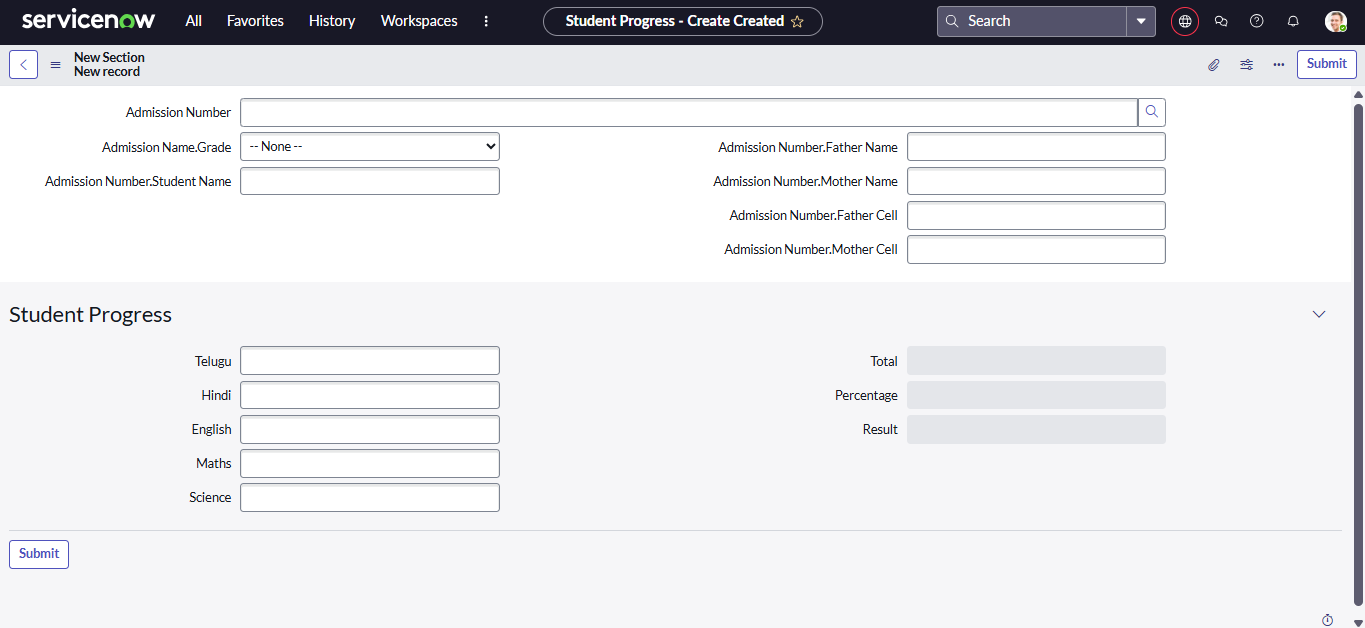 servicenow All Favorites History Workspaces Student Progress - Create Created Search
New Section
New record
Submit
Admission Number
Admission Name.Grade -- None -- Admission Number.Father Name
Admission Number.Student Name Admission Number.Mother Name
Admission Number.Father Cell
Admission Number.Mother Cell
Student Progress
Telugu Total
Hindi Percentage
English Result
Maths
Science
Submit